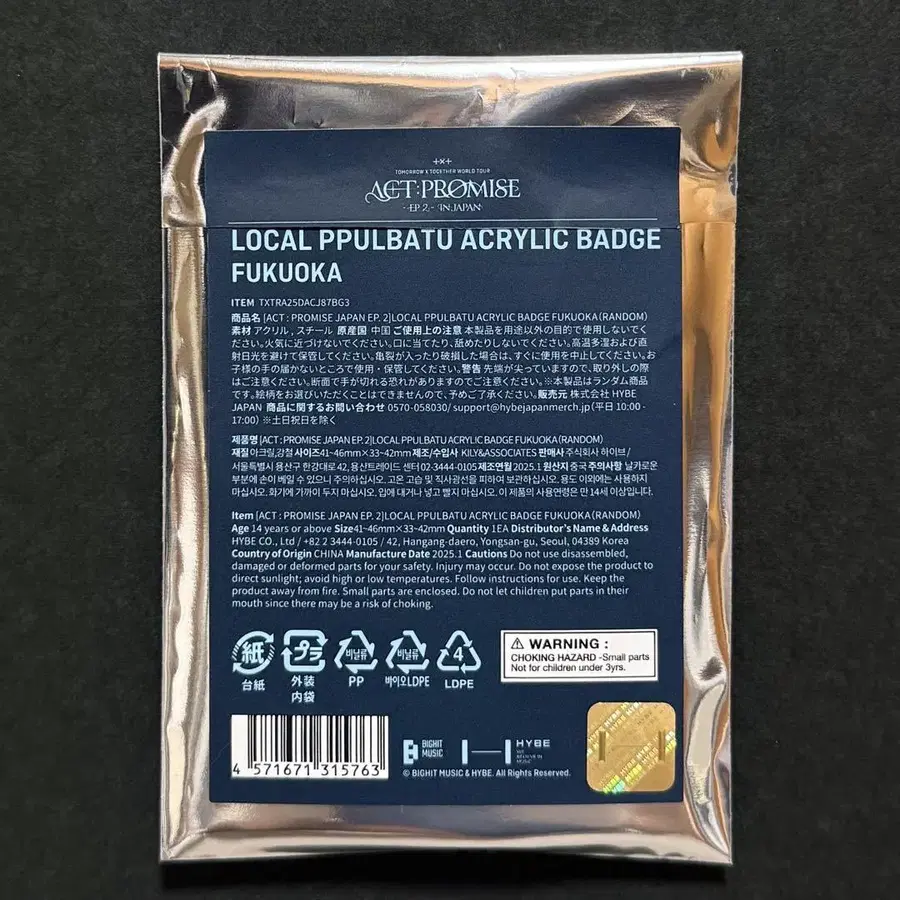 +×+
TOMORROW X TOGETHER WORLD TOUR
ACT:PROMISE
-EP 2.- IN JAPAN
LOCAL PPULBATU ACRYLIC BADGE
FUKUOKA
ITEM TXTRA25DACJ87BG3
商品名 [ACT : PROMISE JAPAN EP. 2]LOCAL PPULBATU ACRYLIC BADGE FUKUOKA(RANDOM)
素材 アクリル , スチール 原産国 中国 ご使用上の注意 本製品を用途以外の目的で使用しないでく
ださい。火気に近づけないでください。口に当てたり、舐めたりしないでください。高温多湿および直
射日光を避けて保管してください。亀裂が入ったり破損した場合は、すぐに使用を中止してください。お
子様の手の届かないところで使用・保管してください。警告 先端が尖っていますので、取り外しの際
はご注意ください。断面で手が切れる恐れがありますのでご注意ください。※本製品はランダム商品
です。絵柄をお選びいただくことはできませんので、予めご了承ください。販売元 株式会社 HYBE
JAPAN 商品に関するお問い合わせ 0570-058030/ support@hybejapanmerch.jp(平日 10:00 -
17:00) ※土日祝日を除く
제품명 [ACT : PROMISE JAPAN EP. 2]LOCAL PPULBATU ACRYLIC BADGE FUKUOKA(RANDOM)
재질 아크릴,강철 사이즈41~46mm×33~42mm 제조/수입사 KILY&ASSOCIATES 판매사 주식회사 하이브/
서울특별시 용산구 한강대로 42, 용산트레이드 센터 02-3444-0105 제조연월 2025.1 원산지 중국 주의사항 날카로운
부분에 손이 베일 수 있으니 주의하십시오. 고온 고습 및 직사광선을 피하여 보관하십시오. 용도 이외에는 사용하지
마십시오. 화기에 가까이 두지 마십시오. 입에 대거나 넣고 빨지 마십시오. 이 제품의 사용연령은 만 14세 이상입니다.
Item [ACT : PROMISE JAPAN EP. 2]LOCAL PPULBATU ACRYLIC BADGE FUKUOKA(RANDOM)
Age 14 years or above Size41~46mm×33~42mm Quantity 1EA Distributor's Name & Address
HYBE CO., Ltd / +82 2 3444-0105 / 42, Hangang-daero, Yongsan-gu, Seoul, 04389 Korea
Country of Origin CHINA Manufacture Date 2025.1 Cautions Do not use disassembled,
damaged or deformed parts for your safety. Injury may occur. Do not expose the product to
direct sunlight; avoid high or low temperatures. Follow instructions for use. Keep the
product away from fire. Small parts are enclosed. Do not let children put parts in their
mouth since there may be a risk of choking.
紙
台紙
プラ
外装
内袋
비닐류
PP
비닐류
바이오LDPE
4
LDPE
WARNING :
CHOKING HAZARD -Small parts
Not for children under 3yrs.
4 571671 315763
BIGHIT
MUSIC
HYBE
WE
BELIEVE IN
MUSIC
© BIGHIT MUSIC & HYBE. All Rights Reserved.